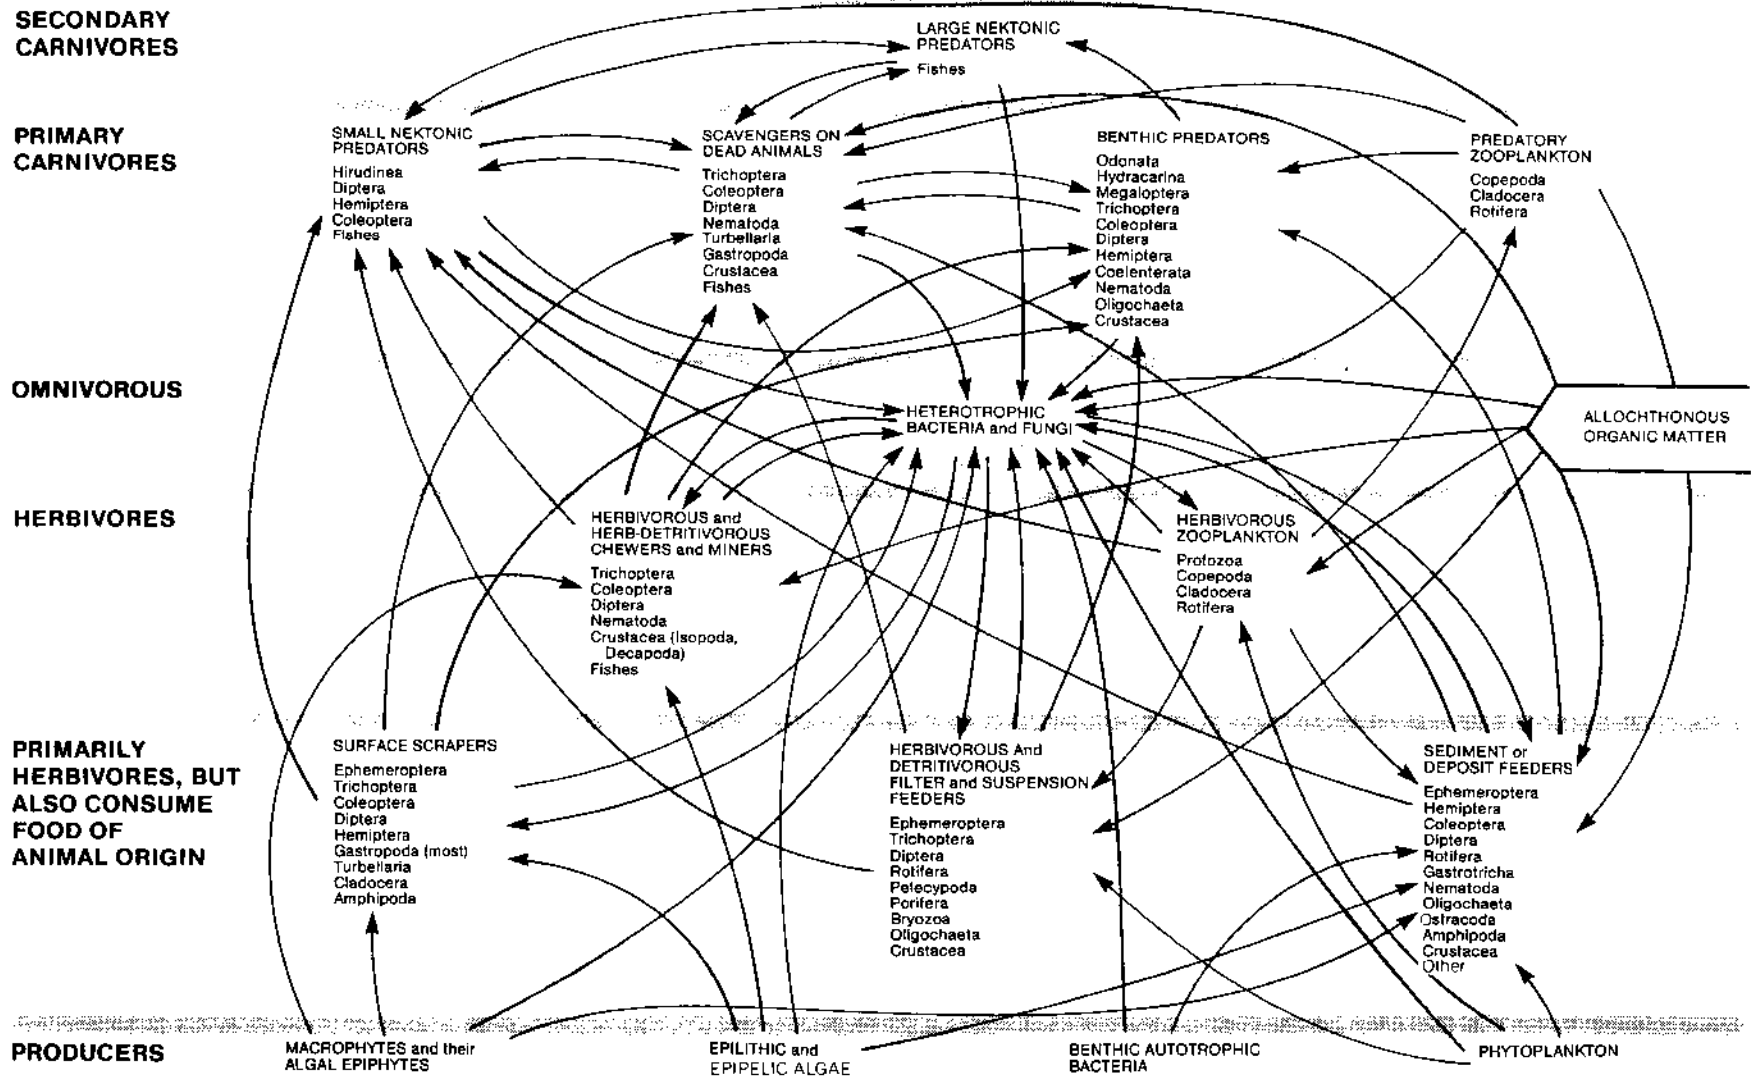 SECONDARY
CARNIVORES
LARGE NEKTONIC
PREDATORS
Fishes
PRIMARY
CARNIVORES
SMALL NEKTONIC
PREDATORS
Hirudinea
Diptera
Hemiptera
Coleoptera
Fishes
SCAVENGERS ON
DEAD ANIMALS
Trichoptera
Coleoptera
Diptera
Nematoda
Turbellaria
Gastropoda
Crustacea
Fishes
BENTHIC PREDATORS
Odonata
Hydracarina
Megaloptera
Trichoptera
Coleoptera
Diptera
Hemiptera
Coelenterata
Nematoda
Oligochaeta
Crustacea
PREDATORY
ZOOPLANKTON
Copepoda
Cladocera
Rotifera
OMNIVOROUS
HETEROTROPHIC
BACTERIA and FUNGI
ALLOCHTHONOUS
ORGANIC MATTER
HERBIVORES
HERBIVOROUS and
HERB-DETRITIVOROUS
CHEWERS and MINERS
Trichoptera
Coleoptera
Diptera
Nematoda
Crustacea (Isopoda,
Decapoda)
Fishes
HERBIVOROUS
ZOOPLANKTON
Protozoa
Copepoda
Cladocera
Rotifera
PRIMARILY
HERBIVORES, BUT
ALSO CONSUME
FOOD OF
ANIMAL ORIGIN
SURFACE SCRAPERS
Ephemeroptera
Trichoptera
Coleoptera
Diptera
Hemiptera
Gastropoda (most)
Turbellaria
Cladocera
Amphipoda
HERBIVOROUS And
DETRITIVOROUS
FILTER and SUSPENSION
FEEDERS
Ephemeroptera
Trichoptera
Diptera
Rotifera
Pelecypoda
Porifera
Bryozoa
Oligochaeta
Crustacea
SEDIMENT or
DEPOSIT FEEDERS
Ephemeroptera
Hemiptera
Coleoptera
Diptera
Rotifera
Gastrotricha
Nematoda
Oligochaeta
Ostracoda
Amphipoda
Crustacea
Other
PRODUCERS
MACROPHYTES and their
ALGAL EPIPHYTES
EPILITHIC and
EPIPELIC ALGAE
BENTHIC AUTOTROPHIC
BACTERIA
PHYTOPLANKTON